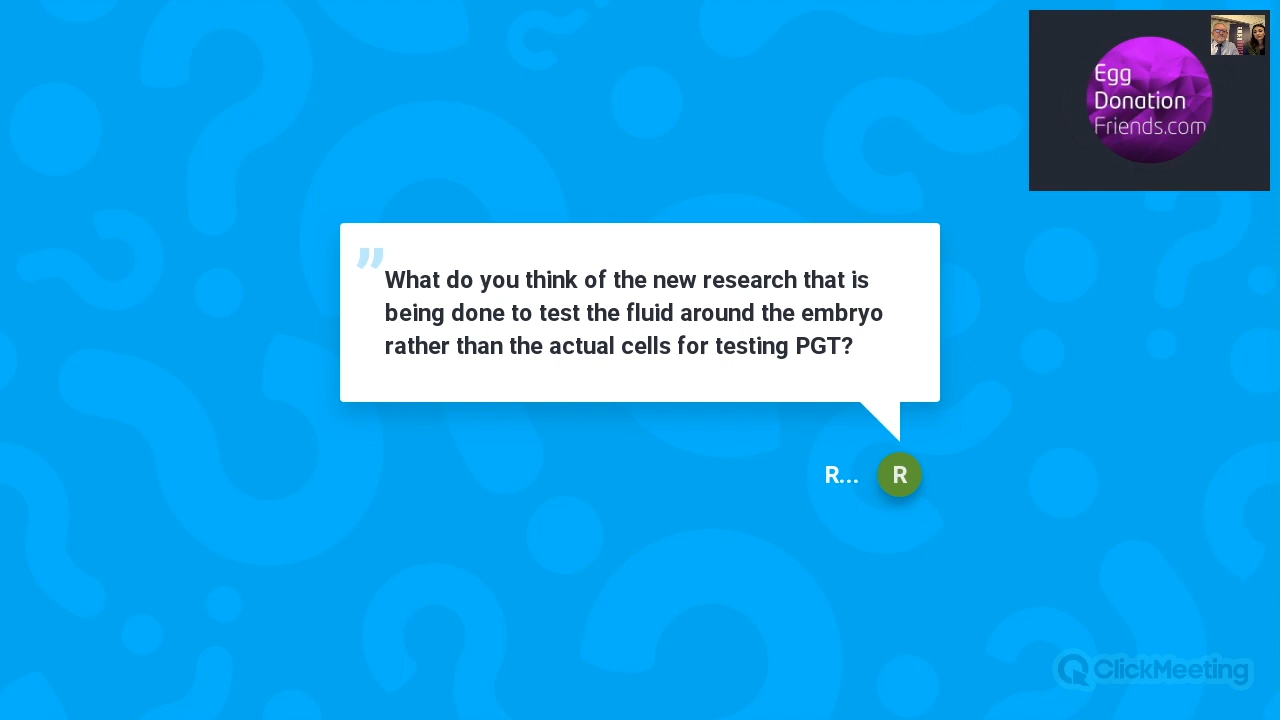 Egg
Donation
Friends.com
”
What do you think of the new research that is
being done to test the fluid around the embryo
rather than the actual cells for testing PGT?
R...
R
ClickMeeting